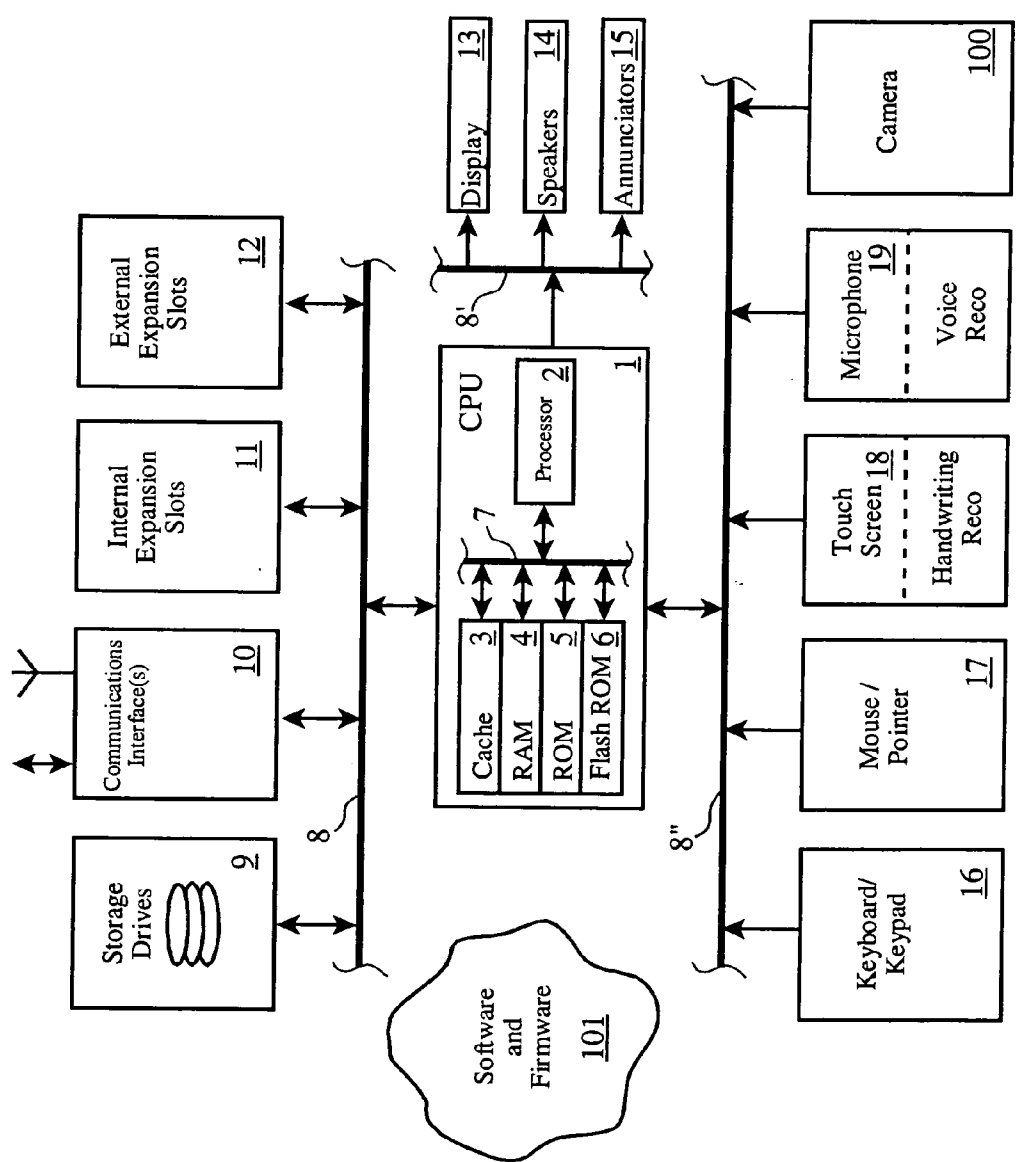 Storage
Drives
9
Communications
Interface(s)
10
Internal
Expansion
Slots
11
External
Expansion
Slots
12
8
CPU
1
Processor 2
7
Cache 3
RAM 4
ROM 5
Flash ROM 6
8'
Display 13
Speakers 14
Annunciators 15
Software
and
Firmware
101
8"
Keyboard/
Keypad
16
Mouse /
Pointer
17
Touch
Screen 18
Handwriting
Reco
Microphone
19
Voice
Reco
Camera
100